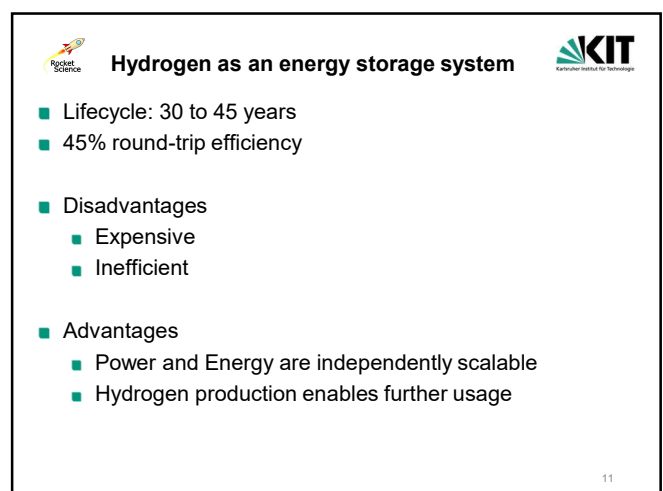 Rocket
Science
Hydrogen as an energy storage system
KIT
Karlsruher Institut für Technologie
Lifecycle: 30 to 45 years
45% round-trip efficiency
Disadvantages
Expensive
Inefficient
Advantages
Power and Energy are independently scalable
Hydrogen production enables further usage
11